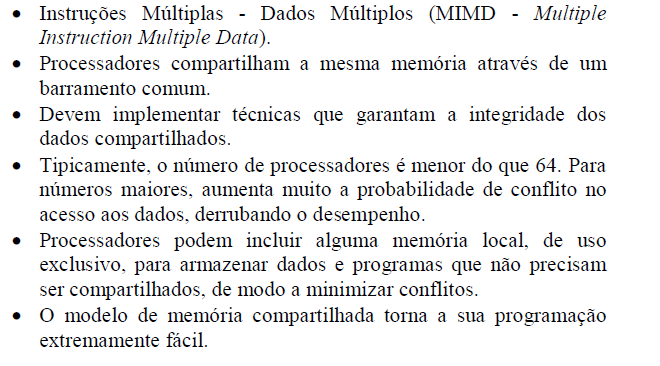 • Instruções Múltiplas - Dados Múltiplos (MIMD - Multiple
Instruction Multiple Data).
• Processadores compartilham a mesma memória através de um
barramento comum.
• Devem implementar técnicas que garantam a integridade dos
dados compartilhados.
• Tipicamente, o número de processadores é menor do que 64. Para
números maiores, aumenta muito a probabilidade de conflito no
acesso aos dados, derrubando o desempenho.
• Processadores podem incluir alguma memória local, de uso
exclusivo, para armazenar dados e programas que não precisam
ser compartilhados, de modo a minimizar conflitos.
• O modelo de memória compartilhada torna a sua programação
extremamente fácil.